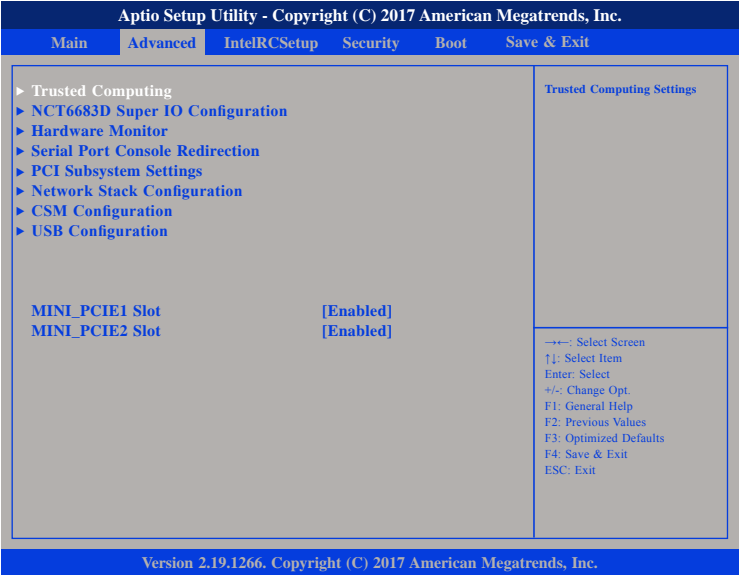 Aptio Setup Utility - Copyright (C) 2017 American Megatrends, Inc.
Main Advanced IntelRCSetup Security Boot Save & Exit
► Trusted Computing
► NCT6683D Super IO Configuration
► Hardware Monitor
► Serial Port Console Redirection
► PCI Subsystem Settings
► Network Stack Configuration
► CSM Configuration
► USB Configuration
MINI_PCIE1 Slot [Enabled]
MINI_PCIE2 Slot [Enabled]
Trusted Computing Settings
→←: Select Screen
↑↓: Select Item
Enter: Select
+/-: Change Opt.
F1: General Help
F2: Previous Values
F3: Optimized Defaults
F4: Save & Exit
ESC: Exit
Version 2.19.1266. Copyright (C) 2017 American Megatrends, Inc.